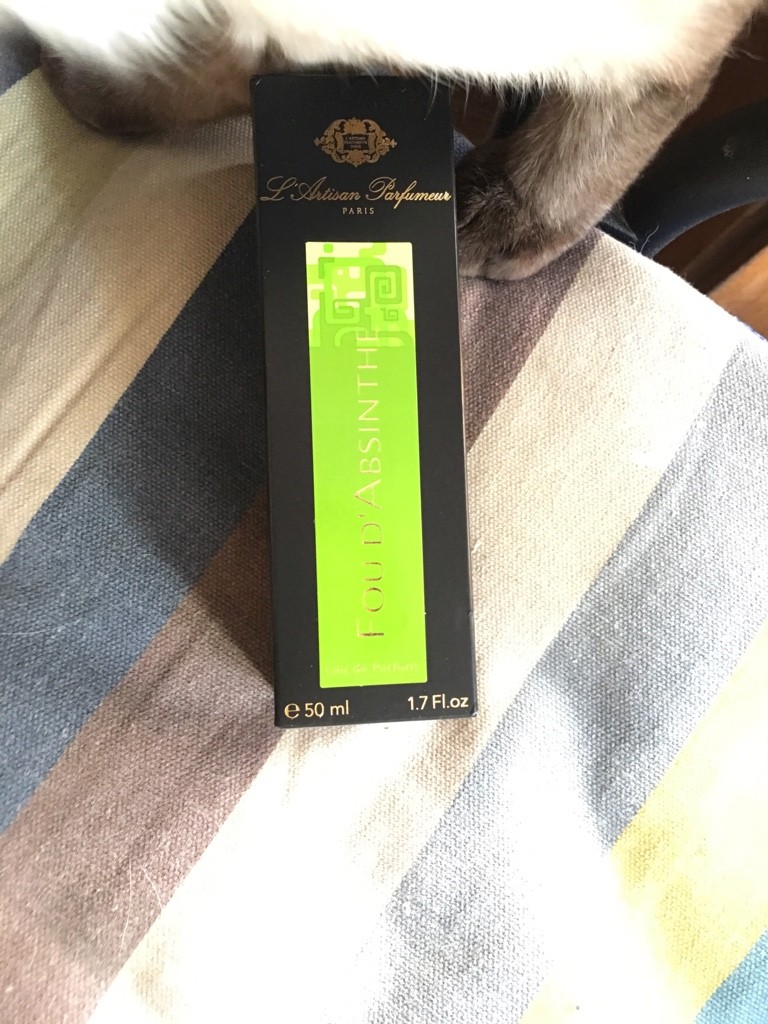 L'Artisan Parfumeur
PARIS
FOU D'ABSINTHE
Eau de Parfum
℮ 50 ml 1.7 Fl.oz